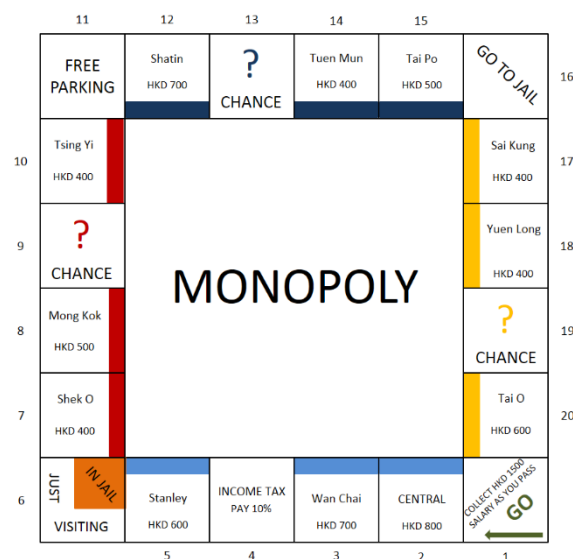 11
12
13
14
15
FREE
PARKING
Shatin
HKD 700
?
CHANCE
Tuen Mun
HKD 400
Tai Po
HKD 500
GO TO JAIL
16
10
Tsing Yi
HKD 400
Sai Kung
HKD 400
17
9
?
CHANCE
Yuen Long
HKD 400
18
MONOPOLY
8
Mong Kok
HKD 500
?
CHANCE
19
7
Shek O
HKD 400
Tai O
HKD 600
20
6
JUST
IN JAIL
VISITING
Stanley
HKD 600
INCOME TAX
PAY 10%
Wan Chai
HKD 700
CENTRAL
HKD 800
COLLECT HKD 1500
SALARY AS YOU PASS
GO
5
4
3
2
1